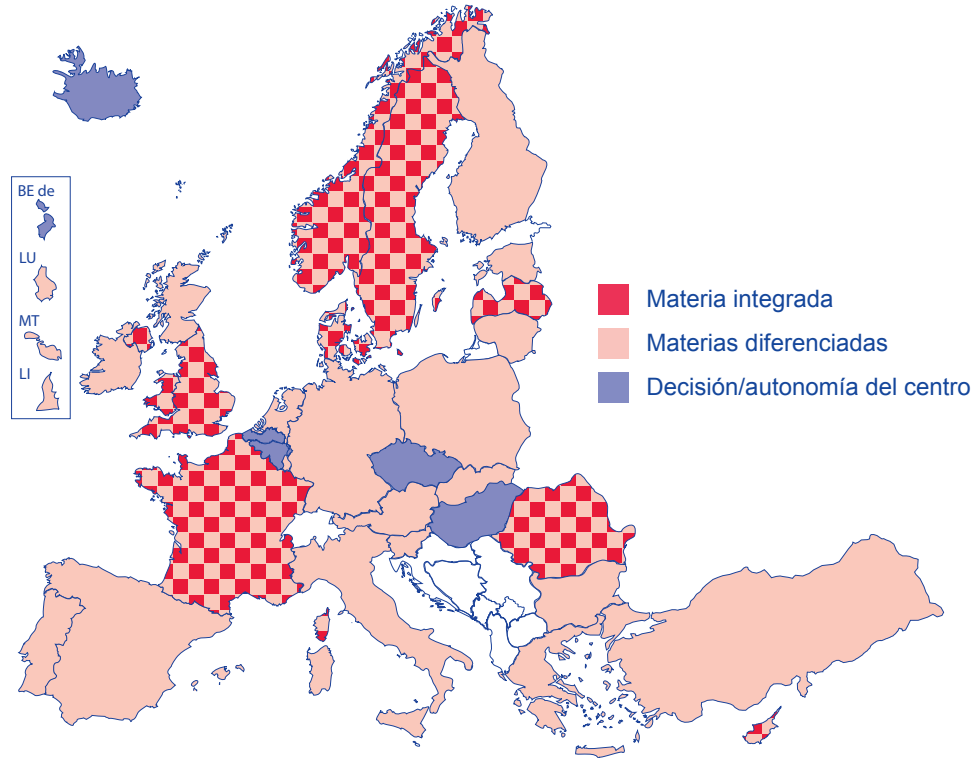 BE de
LU
MT
LI
Materia integrada
Materias diferenciadas
Decisión/autonomía del centro